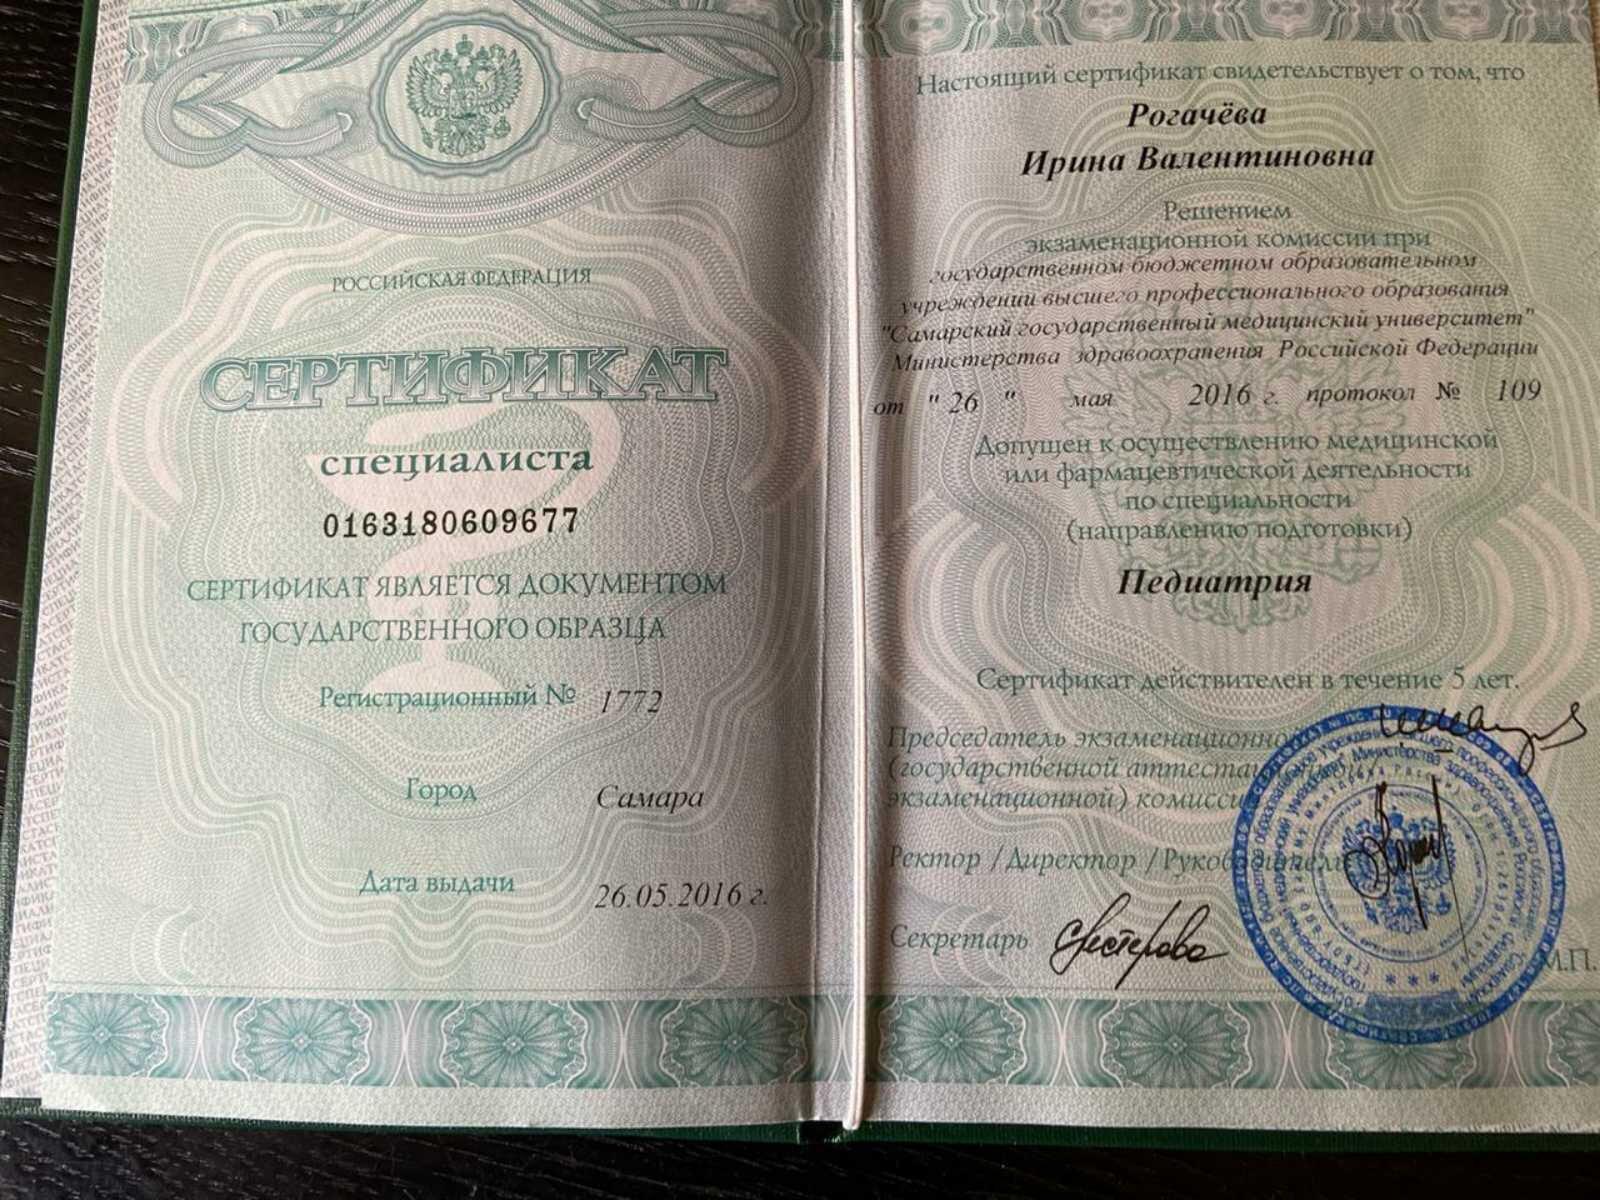 РОССИЙСКАЯ ФЕДЕРАЦИЯ
СЕРТИФИКАТ
специалиста
0163180609677
СЕРТИФИКАТ ЯВЛЯЕТСЯ ДОКУМЕНТОМ
ГОСУДАРСТВЕННОГО ОБРАЗЦА
Регистрационный № 1772
Город Самара
Дата выдачи 26.05.2016 г.
Настоящий сертификат свидетельствует о том, что
Рогачёва
Ирина Валентиновна
Решением
экзаменационной комиссии при
государственном бюджетном образовательном
учреждении высшего профессионального образования
"Самарский государственный медицинский университет"
Министерства здравоохранения Российской Федерации
от "26" мая 2016 г. протокол № 109
Допущен к осуществлению медицинской
или фармацевтической деятельности
по специальности
(направлению подготовки)
Педиатрия
Сертификат действителен в течение 5 лет.
Председатель экзаменационной
(государственной аттестационной/
экзаменационной) комиссии
Ректор /Директор /Руководитель
Секретарь Нестерова
М.П.